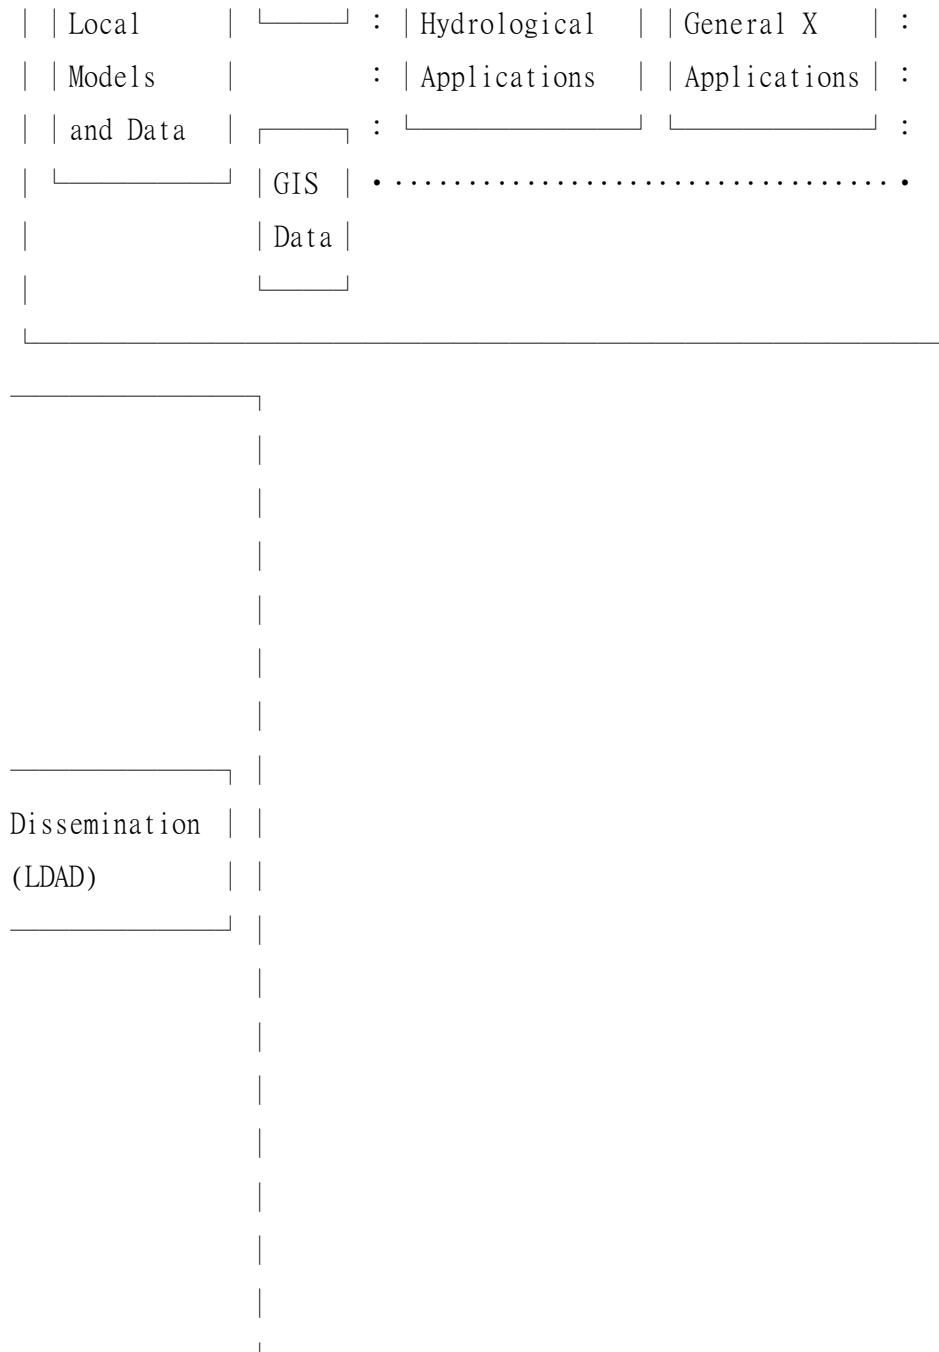 Local Hydrological General X
Models Applications Applications
and Data
GIS
Data
Dissemination
(LDAD)